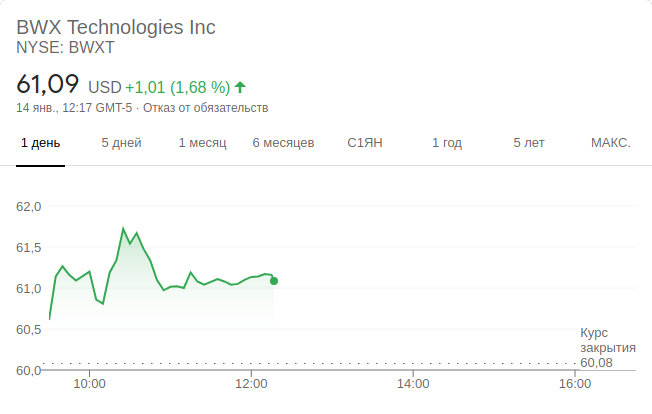 BWX Technologies Inc
NYSE: BWXT
61,09 USD +1,01 (1,68 %)
14 янв., 12:17 GMT-5 · Отказ от обязательств
1 день 5 дней 1 месяц 6 месяцев С1ЯН 1 год 5 лет МАКС.
62,0
61,5
61,0
60,5
60,0
Курс
закрытия
60,08
10:00 12:00 14:00 16:00